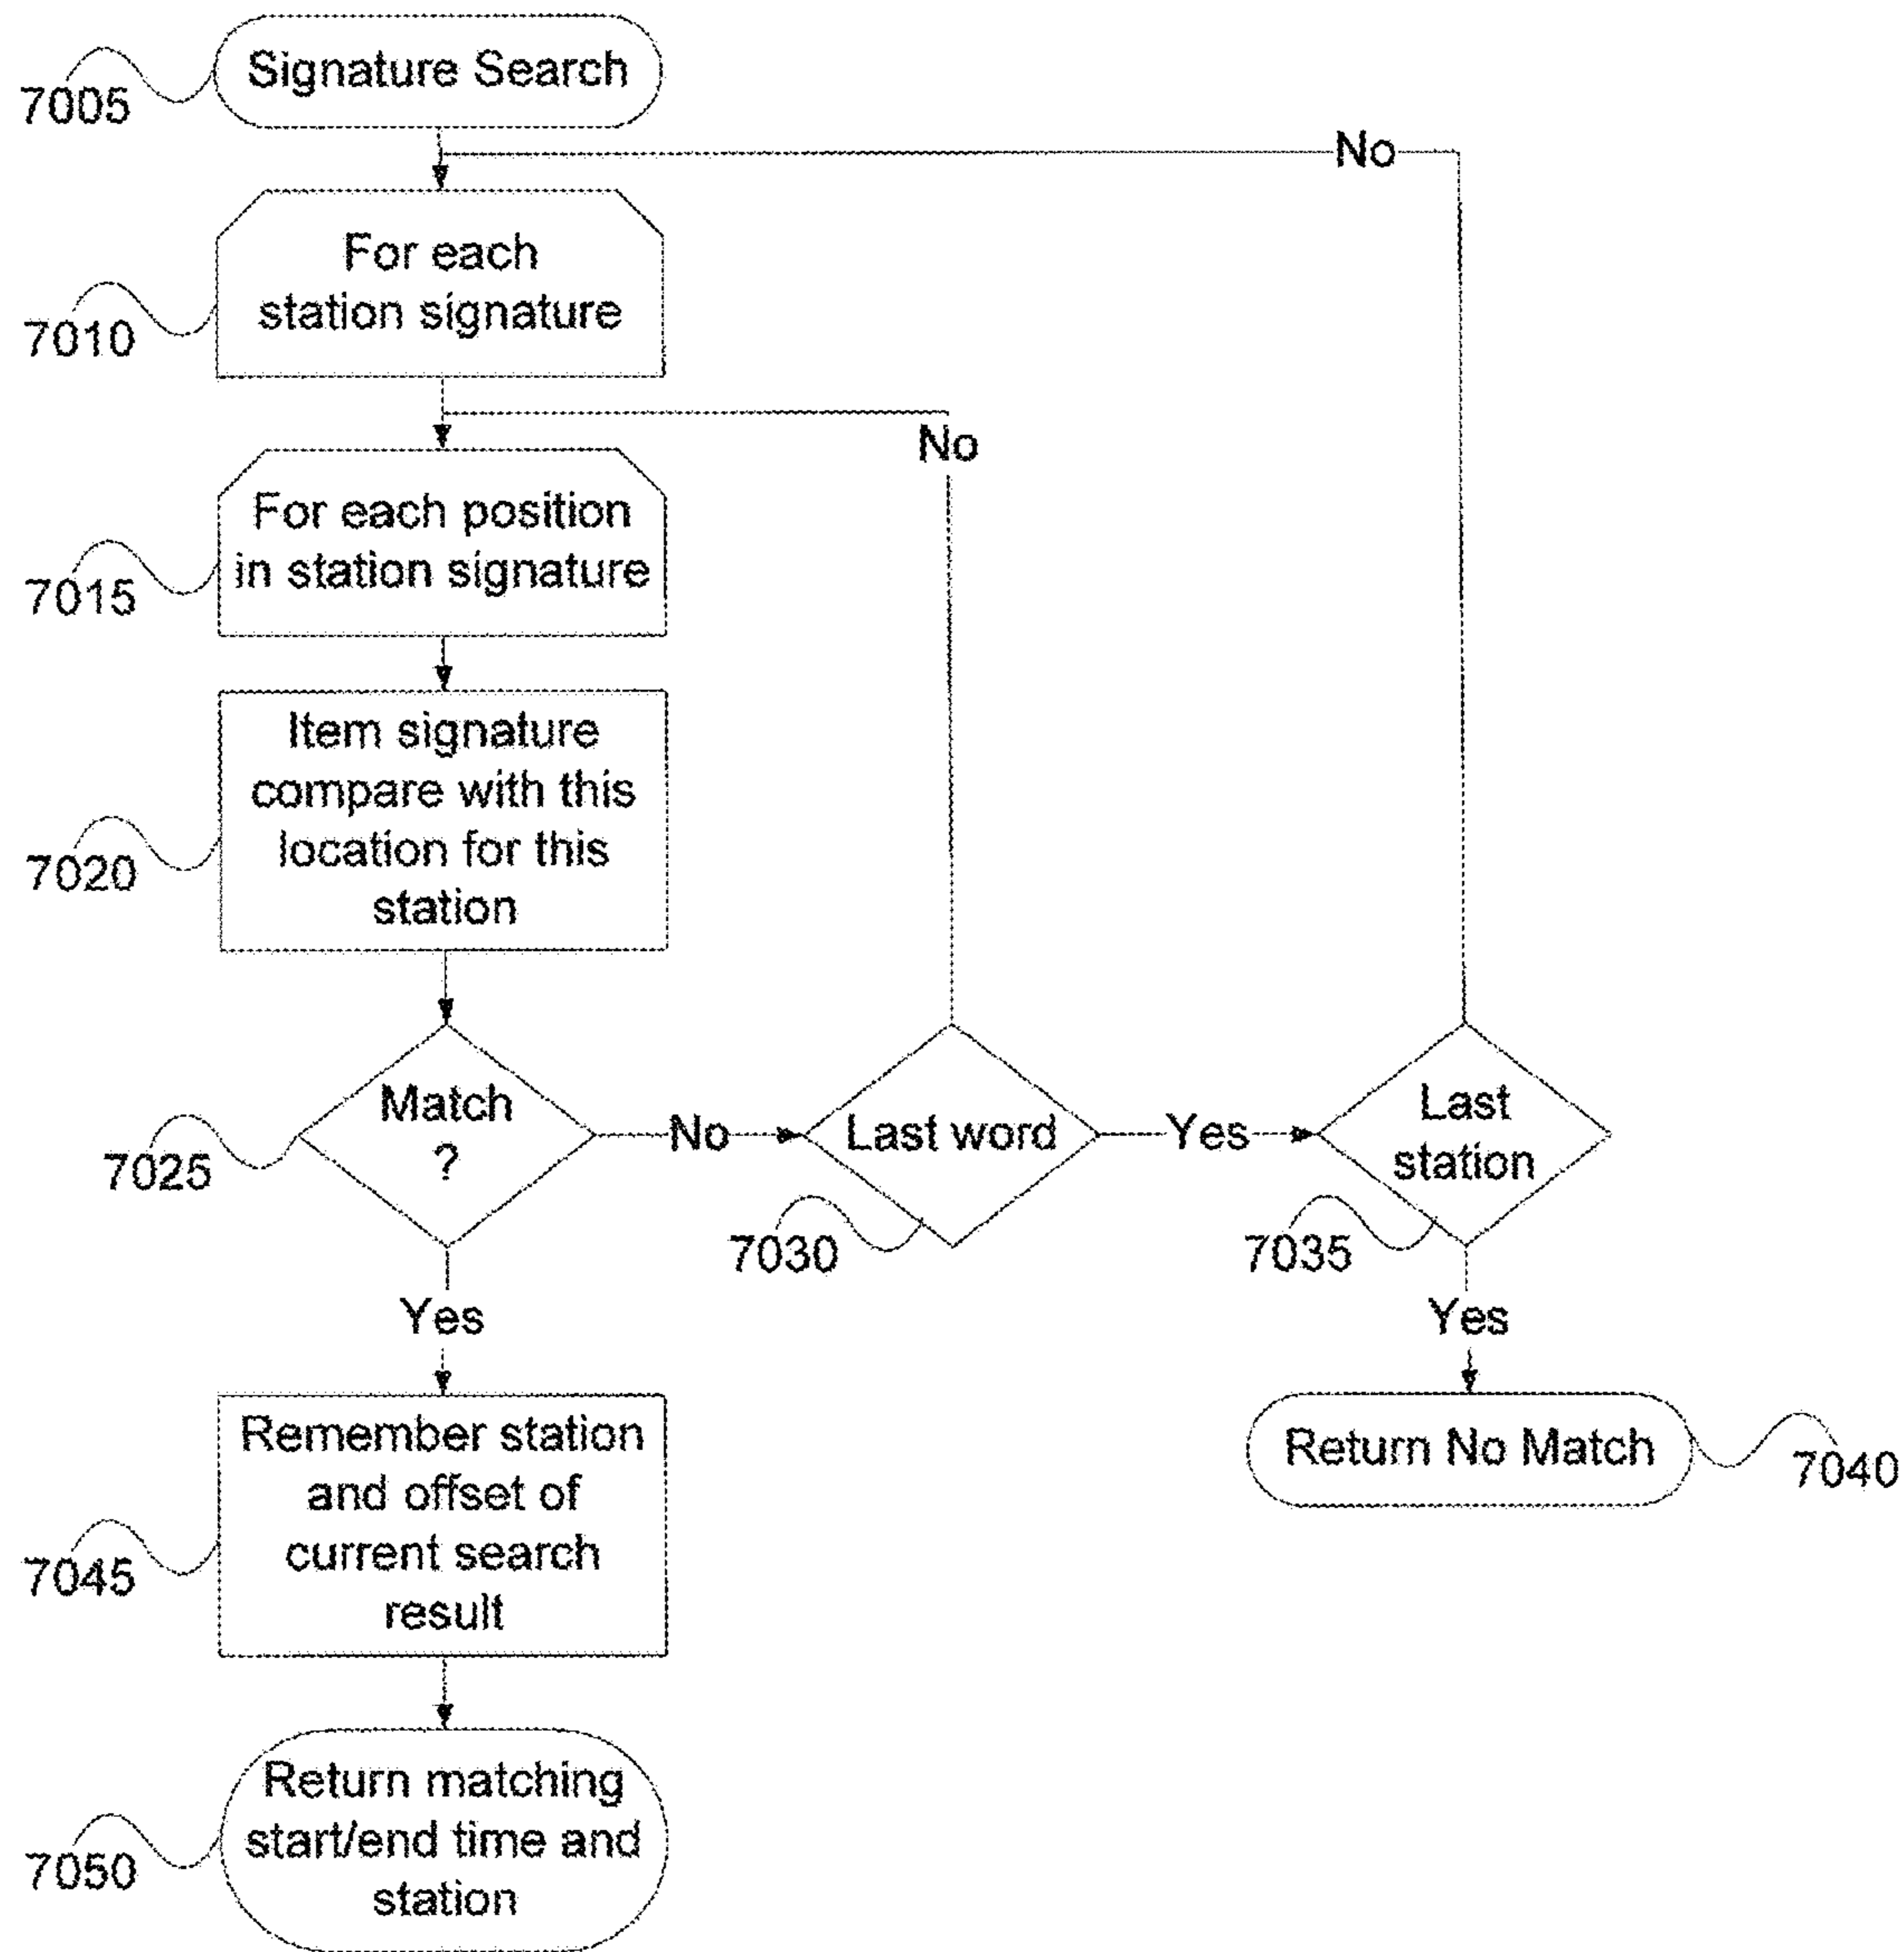 Signature Search
7005
No
For each
station signature
7010
No
For each position
in station signature
7015
Item signature
compare with this
location for this
station
7020
Match
?
7025
No
Last word
7030
Yes
Last
station
7035
Yes
Yes
Remember station
and offset of
current search
result
7045
Return No Match
7040
Return matching
start/end time and
station
7050